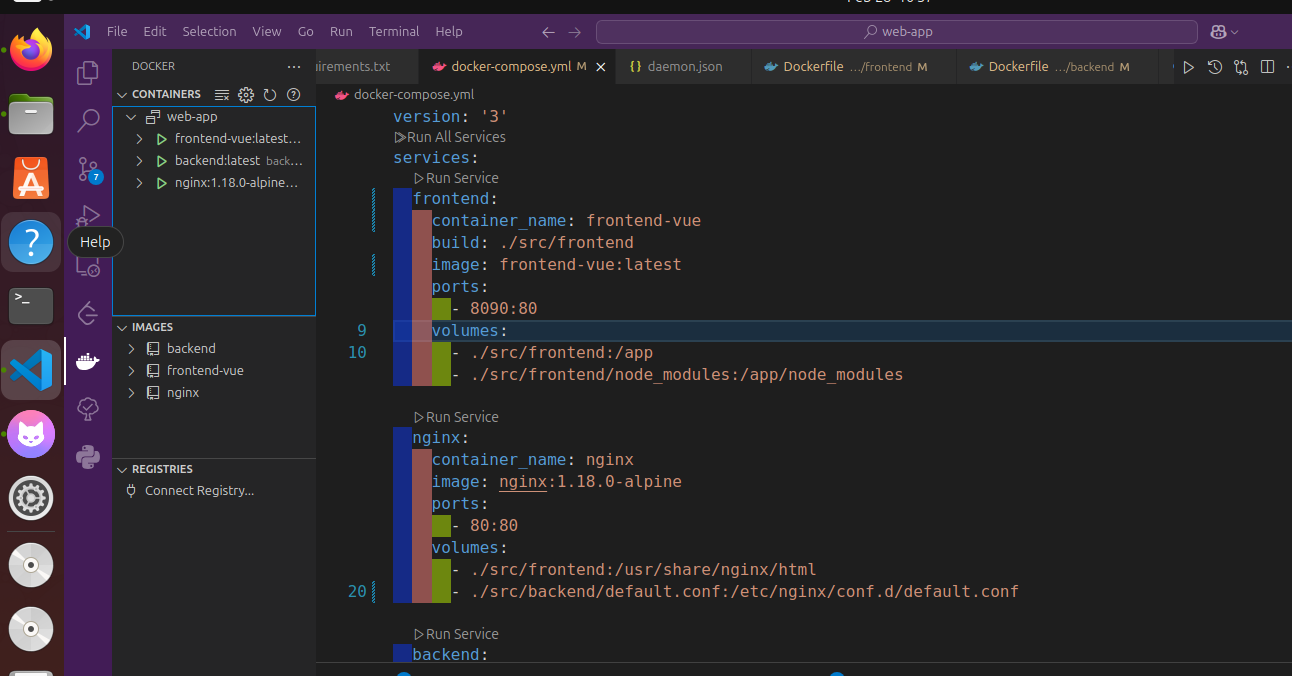 File Edit Selection View Go Run Terminal Help
web-app
DOCKER
irements.txt
docker-compose.yml M
{} daemon.json
Dockerfile .../frontend M
Dockerfile .../backend M
CONTAINERS
web-app
frontend-vue:latest...
backend:latest back...
nginx:1.18.0-alpine...
7
Help
>_
IMAGES
backend
frontend-vue
nginx
REGISTRIES
Connect Registry...
docker-compose.yml
version: '3'
Run All Services
services:
Run Service
frontend:
container_name: frontend-vue
build: ./src/frontend
image: frontend-vue:latest
ports:
- 8090:80
9 volumes:
10 - ./src/frontend:/app
- ./src/frontend/node_modules:/app/node_modules
Run Service
nginx:
container_name: nginx
image: nginx:1.18.0-alpine
ports:
- 80:80
volumes:
- ./src/frontend:/usr/share/nginx/html
20 - ./src/backend/default.conf:/etc/nginx/conf.d/default.conf
Run Service
backend: